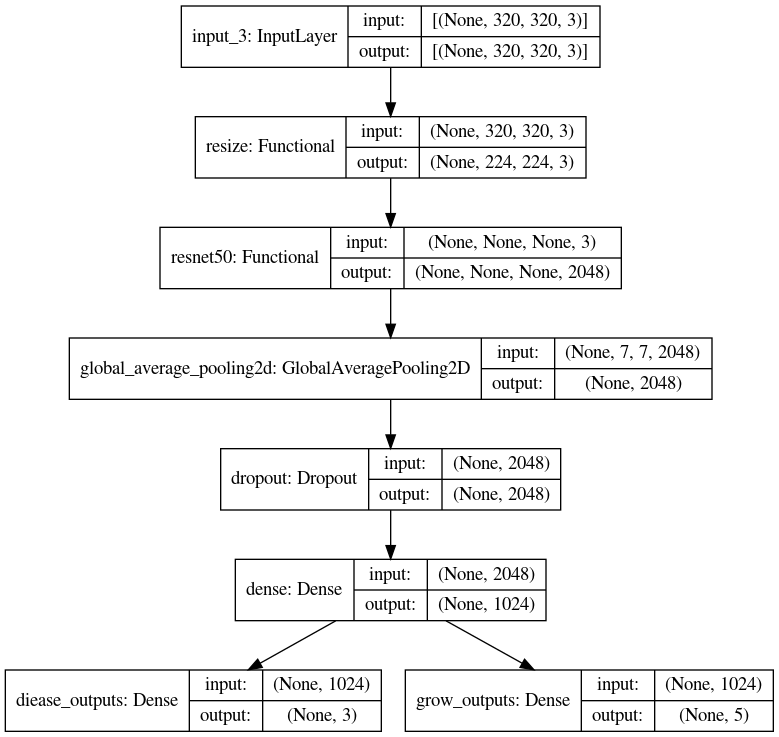 input_3: InputLayer
input: [(None, 320, 320, 3)]
output: [(None, 320, 320, 3)]
resize: Functional
input: (None, 320, 320, 3)
output: (None, 224, 224, 3)
resnet50: Functional
input: (None, None, None, 3)
output: (None, None, None, 2048)
global_average_pooling2d: GlobalAveragePooling2D
input: (None, 7, 7, 2048)
output: (None, 2048)
dropout: Dropout
input: (None, 2048)
output: (None, 2048)
dense: Dense
input: (None, 2048)
output: (None, 1024)
diease_outputs: Dense
input: (None, 1024)
output: (None, 3)
grow_outputs: Dense
input: (None, 1024)
output: (None, 5)